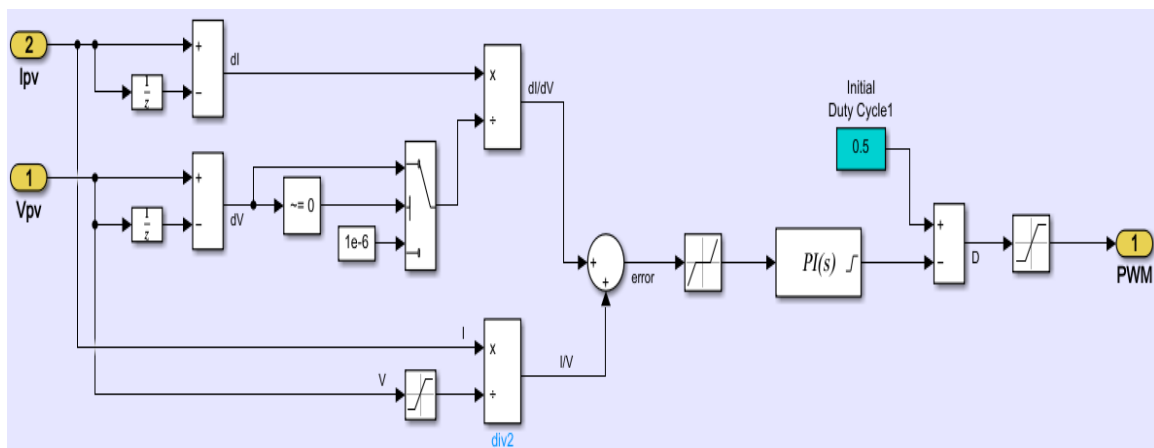 2
Ipv
+
−
1
z
dI
x
÷
dI/dV
1
Vpv
+
−
1
z
dV
~= 0
1e-6
Initial
Duty Cycle1
0.5
+
+
error
PI(s)
+
−
D
1
PWM
I
V
x
÷
I/V
div2